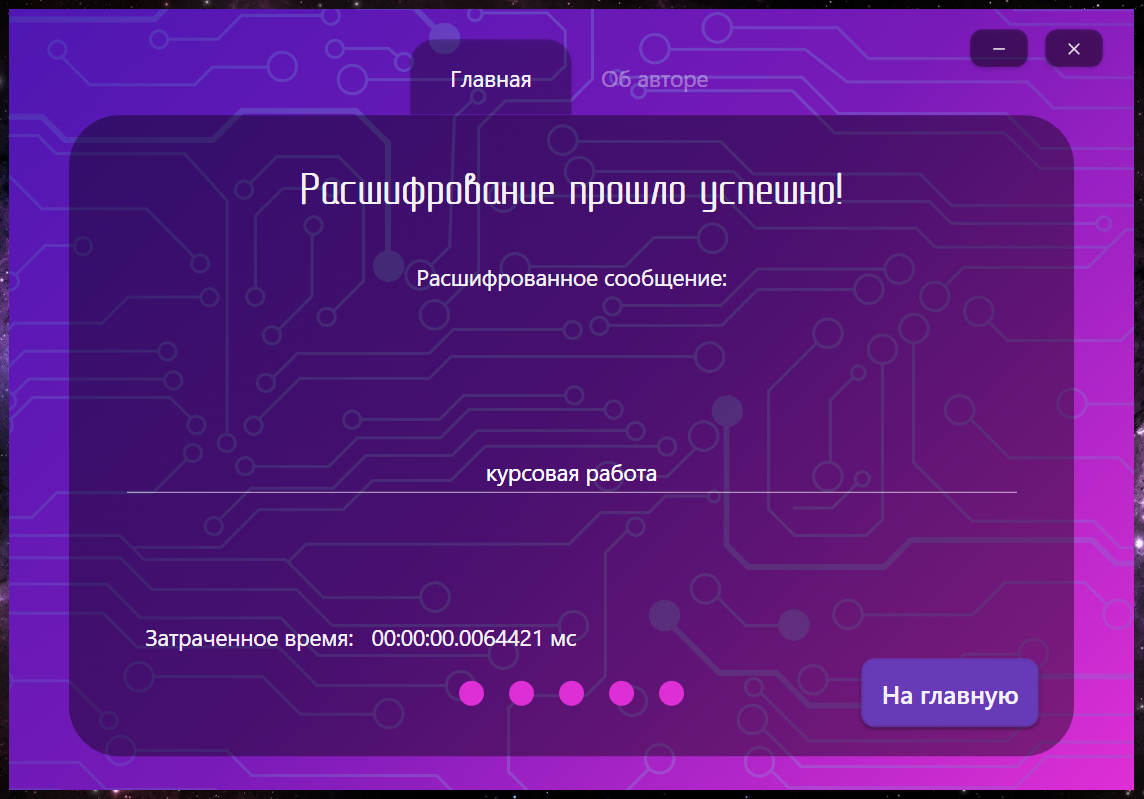 Главная
Об авторе
Расшифрование прошло успешно!
Расшифрованное сообщение:
курсовая работа
Затраченное время: 00:00:00.0064421 мс
На главную